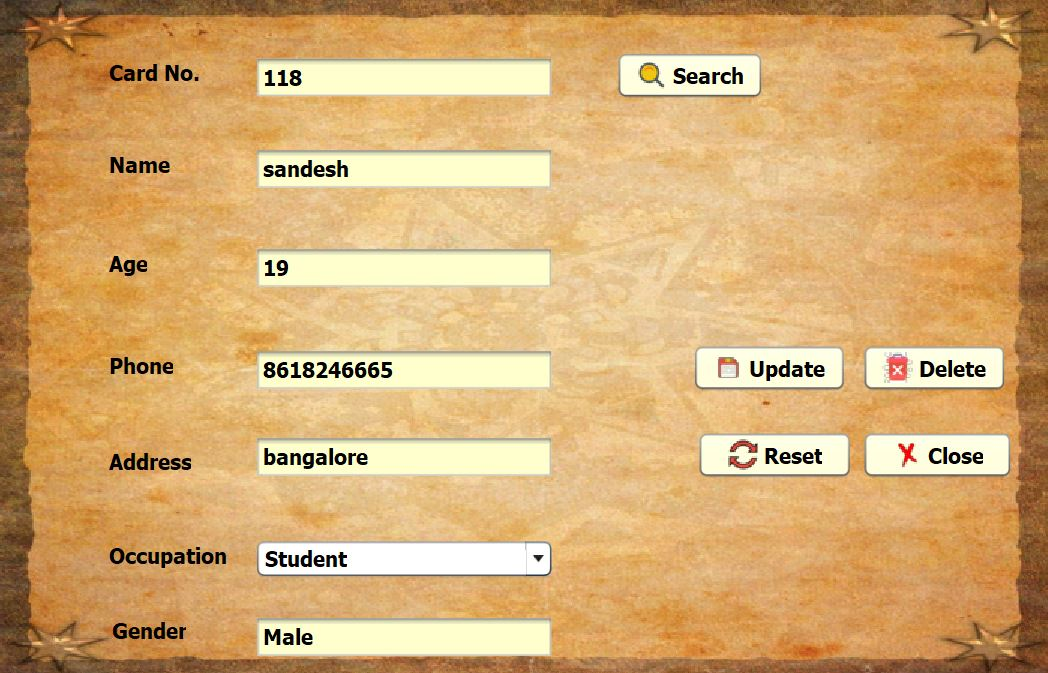 Card No. 118 Search
Name sandesh
Age 19
Phone 8618246665 Update Delete
Address bangalore Reset Close
Occupation Student
Gender Male